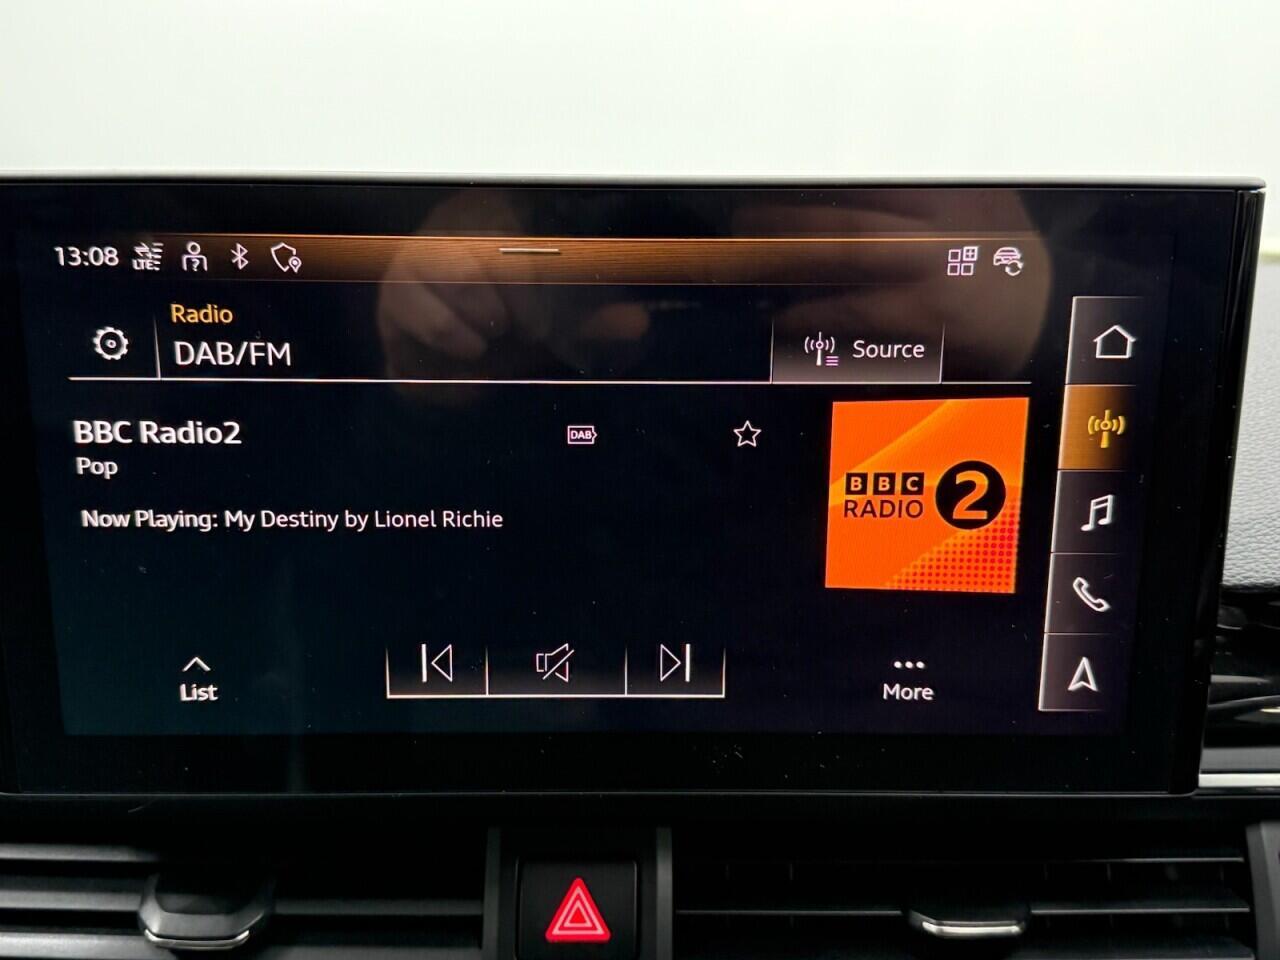 13:08
LTE
Radio
DAB/FM
Source
BBC Radio2
DAB
Pop
Now Playing: My Destiny by Lionel Richie
BBC
RADIO 2
List
More